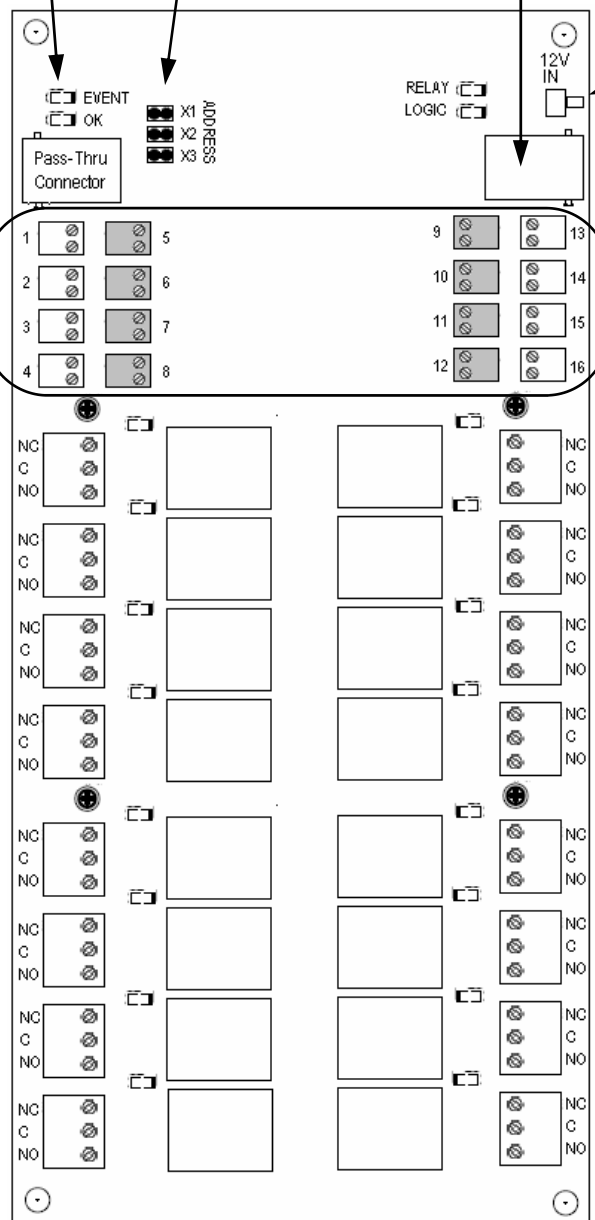 12V
IN
EVENT
OK
X1
X2
X3
ADDRESS
RELAY
LOGIC
Pass-Thru
Connector
1 5 9 13
2 6 10 14
3 7 11 15
4 8 12 16
NC NC
C C
NO NO
NC NC
C C
NO NO
NC NC
C C
NO NO
NC NC
C C
NO NO
NC NC
C C
NO NO
NC NC
C C
NO NO
NC NC
C C
NO NO
NC NC
C C
NO NO